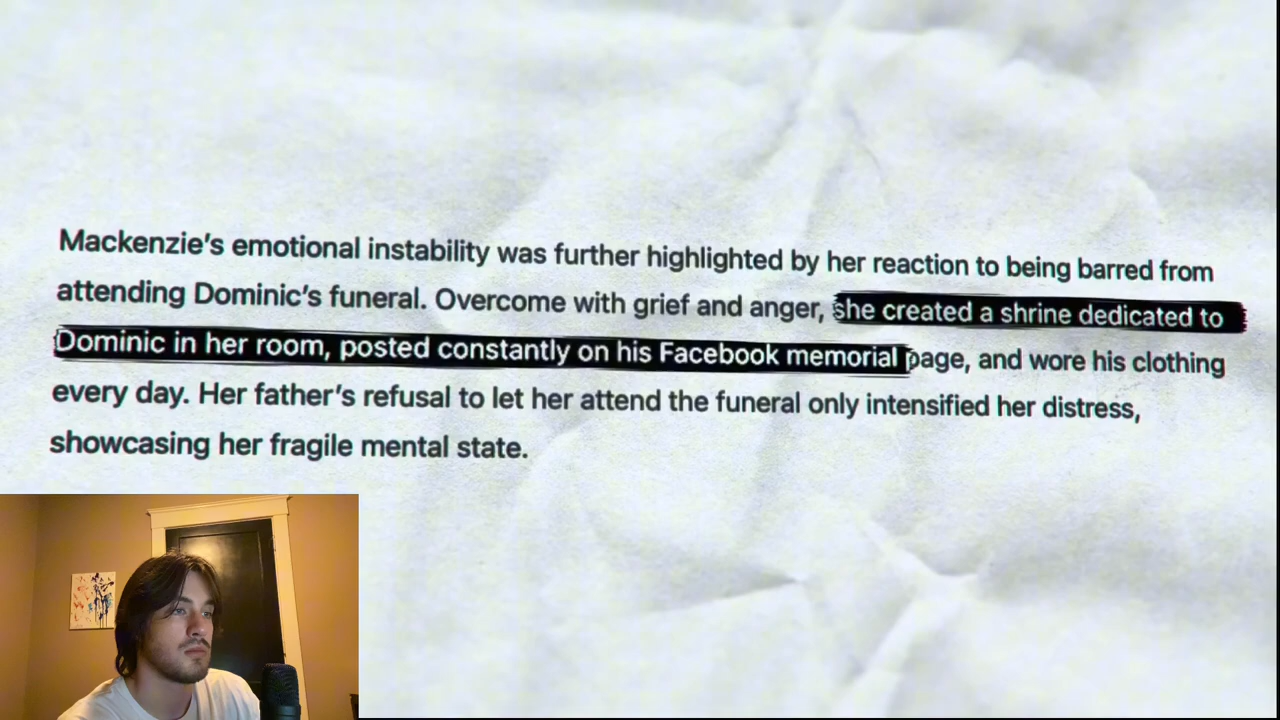 Mackenzie's emotional instability was further highlighted by her reaction to being barred from
attending Dominic's funeral. Overcome with grief and anger, she created a shrine dedicated to
Dominic in her room, posted constantly on his Facebook memorial page, and wore his clothing
every day. Her father's refusal to let her attend the funeral only intensified her distress,
showcasing her fragile mental state.